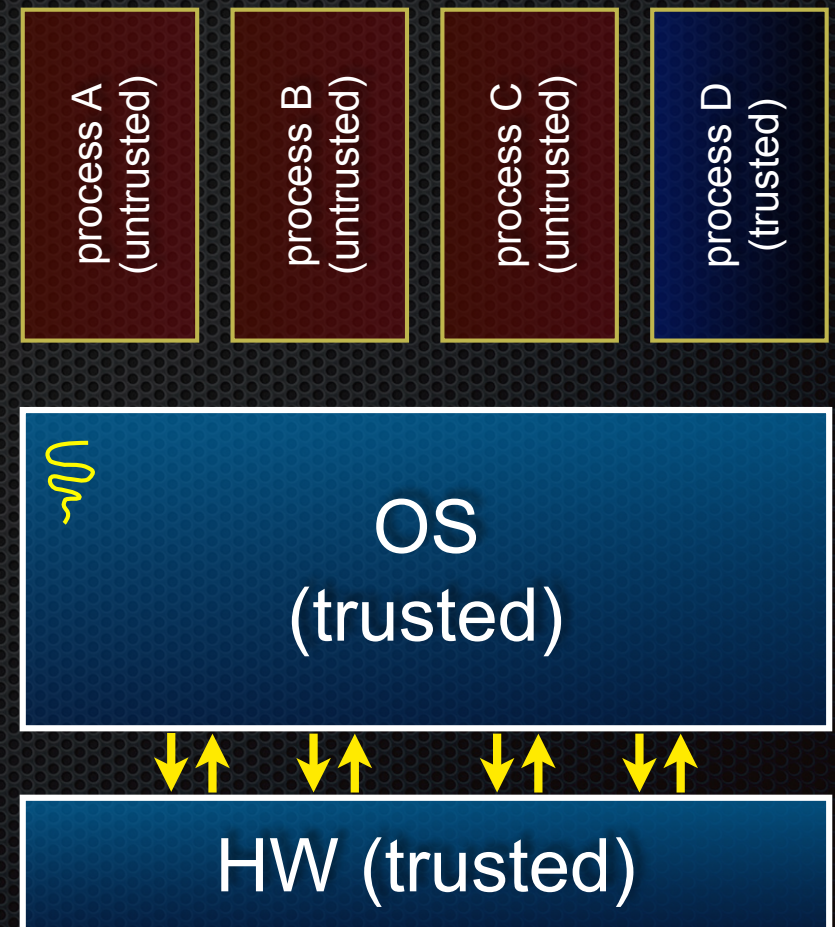 process A
(untrusted)
process B
(untrusted)
process C
(untrusted)
process D
(trusted)
OS
(trusted)
HW (trusted)